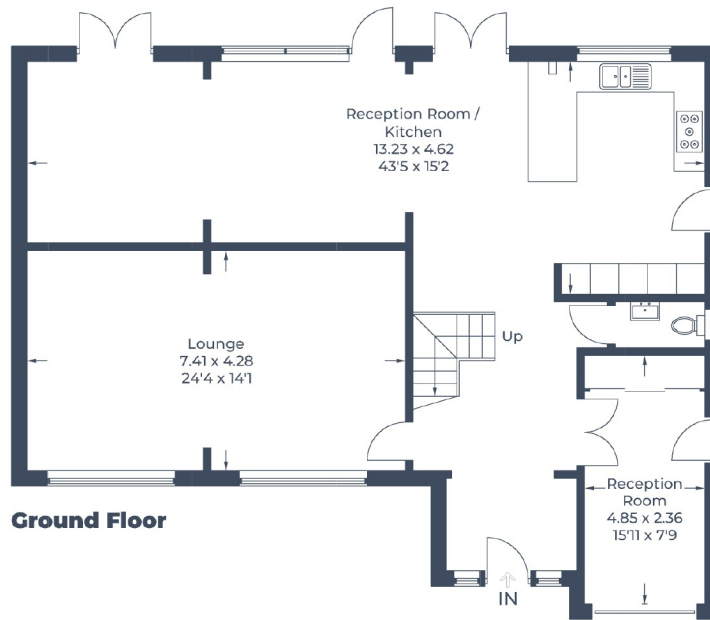 Reception Room /
Kitchen
13.23 x 4.62
43'5 x 15'2
Lounge
7.41 x 4.28
24'4 x 14'1
Up
Reception
Room
4.85 x 2.36
15'11 x 7'9
Ground Floor
IN